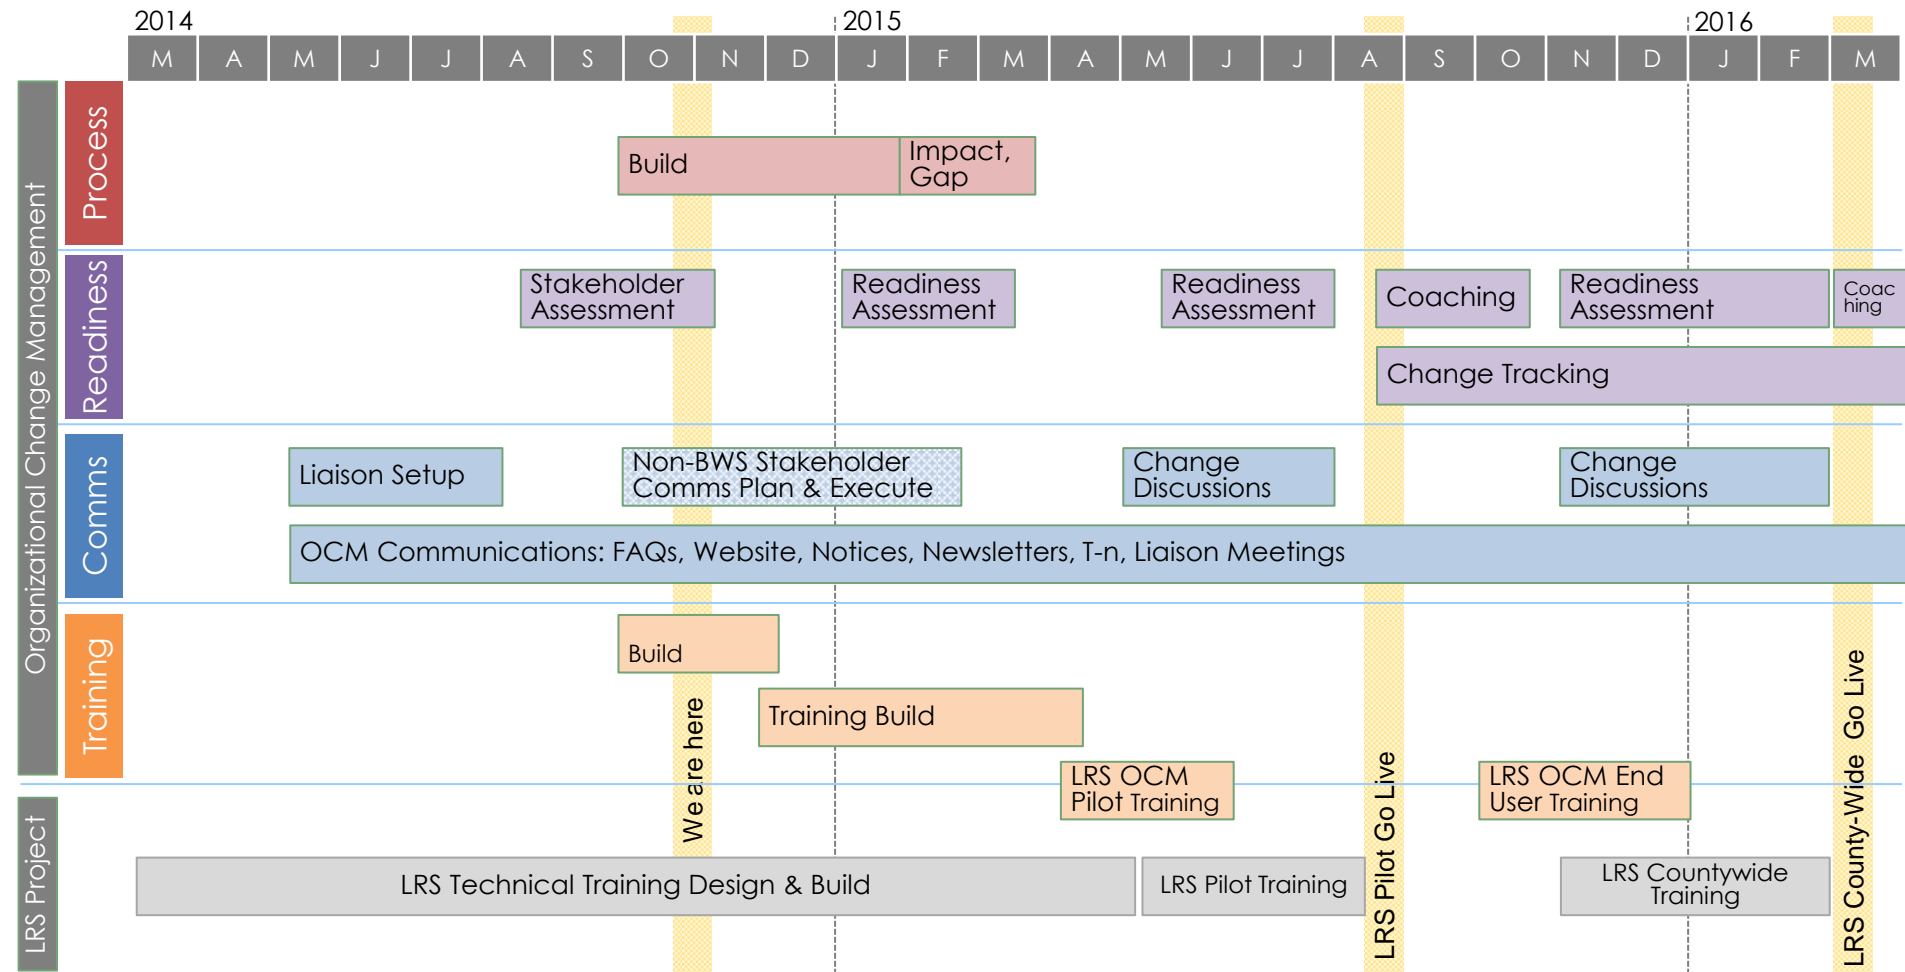 2014
2015
2016
M A M J J A S O N D J F M A M J J A S O N D J F M
Organizational Change Management
Process
Build
Impact,
Gap
Readiness
Stakeholder
Assessment
Readiness
Assessment
Readiness
Assessment
Coaching
Readiness
Assessment
Coac
hing
Change Tracking
Comms
Liaison Setup
Non-BWS Stakeholder
Comms Plan & Execute
Change
Discussions
Change
Discussions
OCM Communications: FAQs, Website, Notices, Newsletters, T-n, Liaison Meetings
Training
Build
Training Build
LRS OCM
Pilot Training
LRS OCM End
User Training
We are here
LRS Pilot Go Live
LRS County-Wide Go Live
LRS Project
LRS Technical Training Design & Build
LRS Pilot Training
LRS Countywide
Training